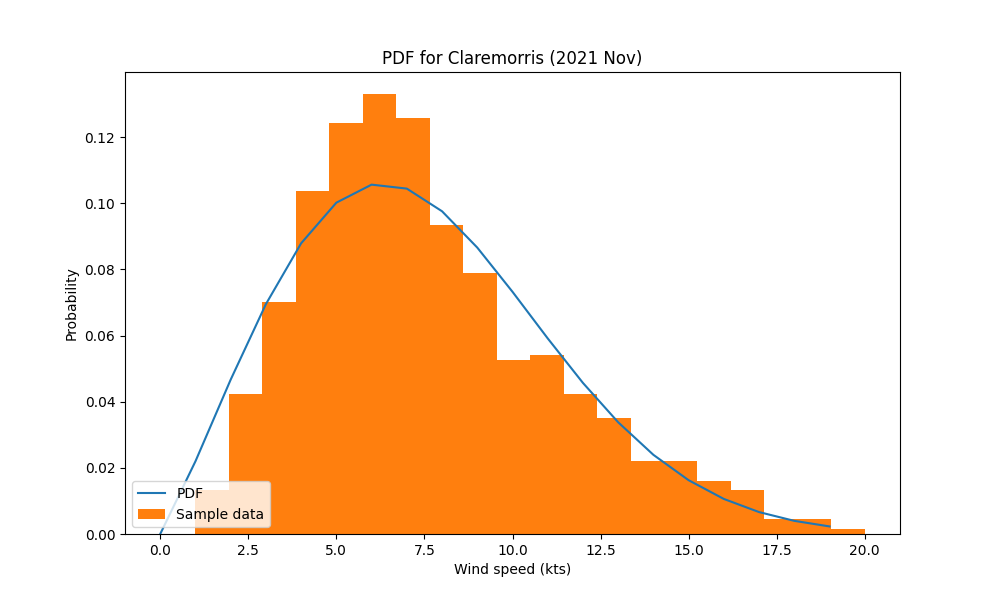 PDF for Claremorris (2021 Nov)
Probability
0.12
0.10
0.08
0.06
0.04
0.02
0.00
PDF
Sample data
0.0 2.5 5.0 7.5 10.0 12.5 15.0 17.5 20.0
Wind speed (kts)